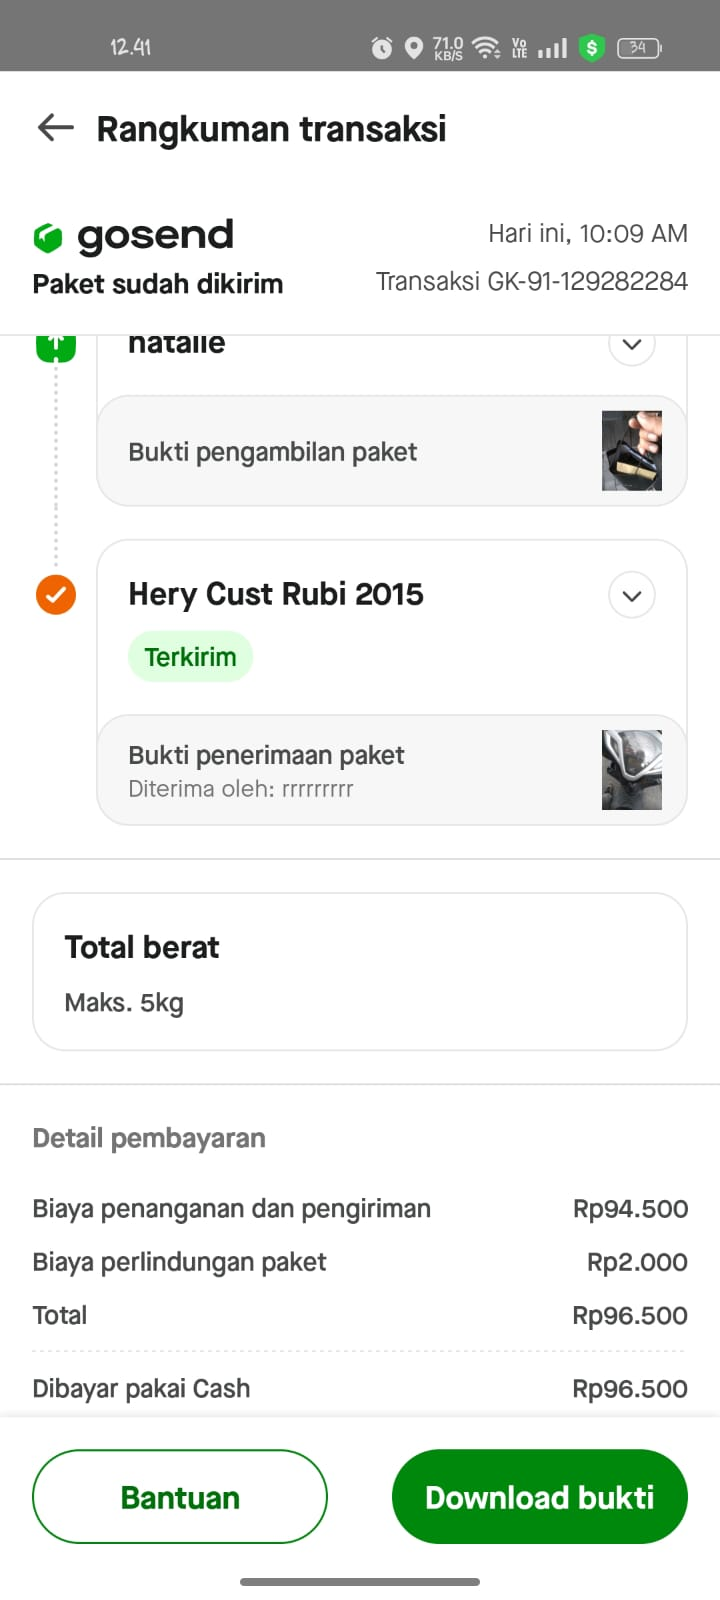 12.41
71.0
KB/S
Vo
LTE
$
34
Rangkuman transaksi
gosend
Hari ini, 10:09 AM
Paket sudah dikirim
Transaksi GK-91-129282284
natalie
Bukti pengambilan paket
Hery Cust Rubi 2015
Terkirim
Bukti penerimaan paket
Diterima oleh: rrrrrrrrr
Total berat
Maks. 5kg
Detail pembayaran
Biaya penanganan dan pengiriman Rp94.500
Biaya perlindungan paket Rp2.000
Total Rp96.500
Dibayar pakai Cash Rp96.500
Bantuan
Download bukti